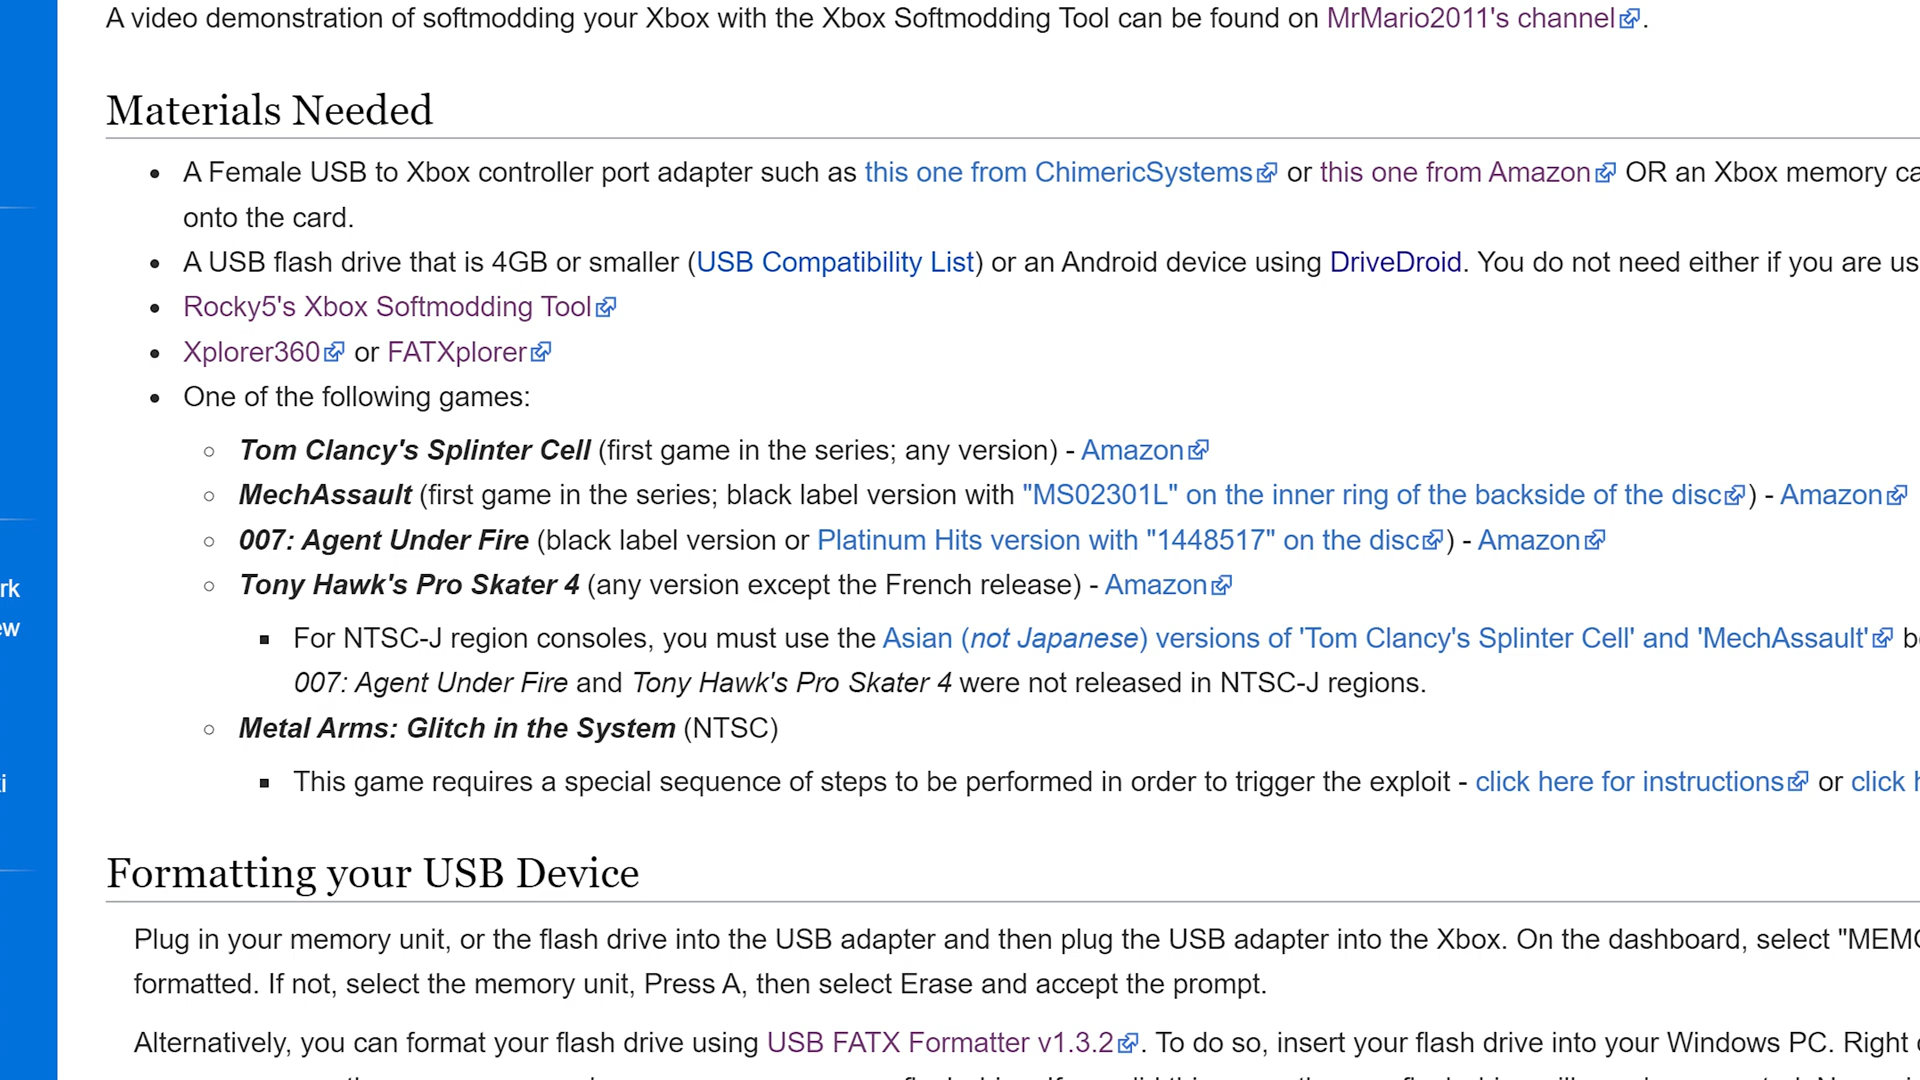 A video demonstration of softmodding your Xbox with the Xbox Softmodding Tool can be found on MrMario2011's channel.
Materials Needed
A Female USB to Xbox controller port adapter such as this one from ChimericSystems or this one from Amazon OR an Xbox memory ca
onto the card.
A USB flash drive that is 4GB or smaller (USB Compatibility List) or an Android device using DriveDroid. You do not need either if you are us
Rocky5's Xbox Softmodding Tool
Xplorer360 or FATXplorer
One of the following games:
Tom Clancy's Splinter Cell (first game in the series; any version) - Amazon
MechAssault (first game in the series; black label version with "MS02301L" on the inner ring of the backside of the disc) - Amazon
007: Agent Under Fire (black label version or Platinum Hits version with "1448517" on the disc) - Amazon
rk
Tony Hawk's Pro Skater 4 (any version except the French release) - Amazon
ew
For NTSC-J region consoles, you must use the Asian (not Japanese) versions of 'Tom Clancy's Splinter Cell' and 'MechAssault' b
007: Agent Under Fire and Tony Hawk's Pro Skater 4 were not released in NTSC-J regions.
Metal Arms: Glitch in the System (NTSC)
i
This game requires a special sequence of steps to be performed in order to trigger the exploit - click here for instructions or click h
Formatting your USB Device
Plug in your memory unit, or the flash drive into the USB adapter and then plug the USB adapter into the Xbox. On the dashboard, select "MEMO
formatted. If not, select the memory unit, Press A, then select Erase and accept the prompt.
Alternatively, you can format your flash drive using USB FATX Formatter v1.3.2. To do so, insert your flash drive into your Windows PC. Right